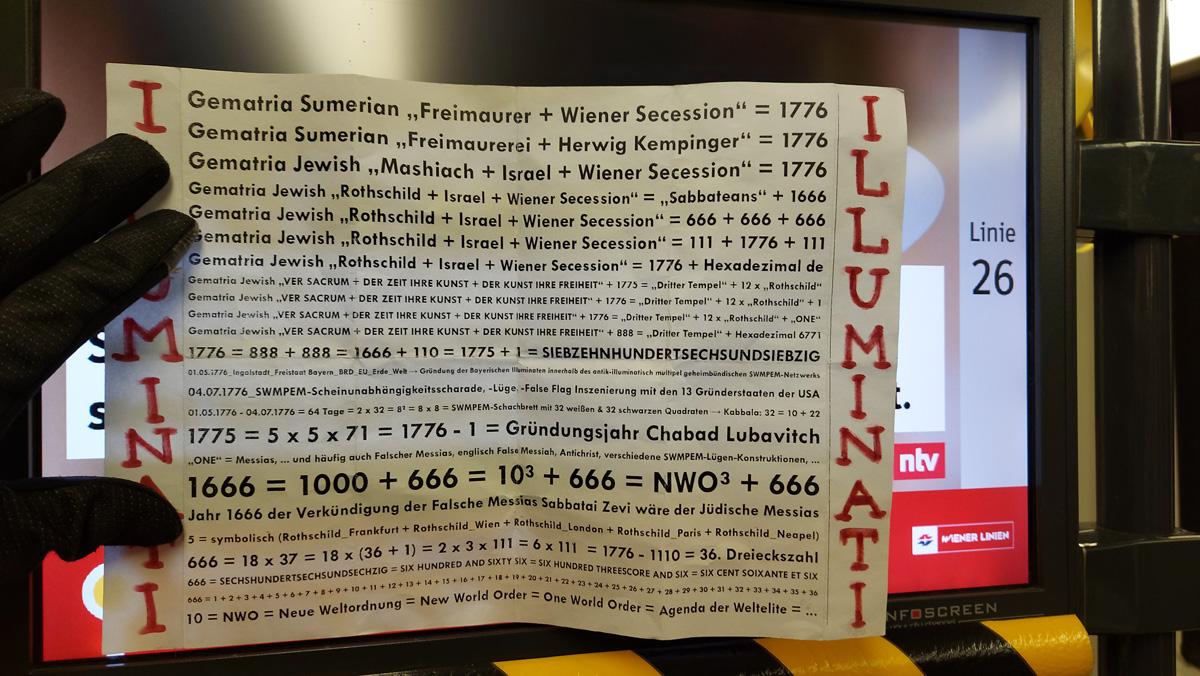 ILLUMINATI
Gematria Sumerian „Freimaurer + Wiener Secession“ = 1776
Gematria Sumerian „Freimaurerei + Herwig Kempinger“ = 1776
Gematria Jewish „Mashiach + Israel + Wiener Secession“ = 1776
Gematria Jewish „Rothschild + Israel + Wiener Secession“ = „Sabbateans“ + 1666
Gematria Jewish „Rothschild + Israel + Wiener Secession“ = 666 + 666 + 666
Gematria Jewish „Rothschild + Israel + Wiener Secession“ = 111 + 1776 + 111
Gematria Jewish „Rothschild + Israel + Wiener Secession“ = 1776 + Hexadezimal de
Gematria Jewish „VER SACRUM + DER ZEIT IHRE KUNST + DER KUNST IHRE FREIHEIT“ + 1775 = „Dritter Tempel“ + 12 x „Rothschild“
Gematria Jewish „VER SACRUM + DER ZEIT IHRE KUNST + DER KUNST IHRE FREIHEIT“ + 1776 = „Dritter Tempel“ + 12 x „Rothschild“ + 1
Gematria Jewish „VER SACRUM + DER ZEIT IHRE KUNST + DER KUNST IHRE FREIHEIT“ + 1776 = „Dritter Tempel“ + 12 x „Rothschild“ + „ONE“
Gematria Jewish „VER SACRUM + DER ZEIT IHRE KUNST + DER KUNST IHRE FREIHEIT“ + 888 = „Dritter Tempel“ + Hexadezimal 6771
1776 = 888 + 888 = 1666 + 110 = 1775 + 1 = SIEBZEHNHUNDERTSECHSUNDSIEBZIG
01.05.1776_Ingolstadt_Freistaat Bayern_BRD_EU_Erde_Welt → Gründung der Bayerischen Illuminaten innerhalb des antik-illuminatisch multipel geheimbündischen SWMPEM-Netzwerks
04.07.1776_SWMPEM-Scheinunabhängigkeitsscharade, -Lüge, -False Flag Inszenierung mit den 13 Gründerstaaten der USA
01.05.1776 - 04.07.1776 = 64 Tage = 2 x 32 = 8² = 8 x 8 = SWMPEM-Schachbrett mit 32 weißen & 32 schwarzen Quadraten → Kabbala: 32 = 10 + 22
1775 = 5 x 5 x 71 = 1776 - 1 = Gründungsjahr Chabad Lubavitch
„ONE“ = Messias, ... und häufig auch Falscher Messias, englisch False Messiah, Antichrist, verschiedene SWMPEM-Lügen-Konstruktionen, ...
1666 = 1000 + 666 = 10³ + 666 = NWO³ + 666
Jahr 1666 der Verkündigung der Falsche Messias Sabbatai Zevi wäre der Jüdische Messias
5 = symbolisch (Rothschild_Frankfurt + Rothschild_Wien + Rothschild_London + Rothschild_Paris + Rothschild_Neapel)
666 = 18 x 37 = 18 x (36 + 1) = 2 x 3 x 111 = 6 x 111 = 1776 - 1110 = 36. Dreieckszahl
666 = SECHSHUNDERTSECHSUNDSECHZIG = SIX HUNDRED AND SIXTY SIX = SIX HUNDRED THREESCORE AND SIX = SIX CENT SOIXANTE ET SIX
666 = 1 + 2 + 3 + 4 + 5 + 6 + 7 + 8 + 9 + 10 + 11 + 12 + 13 + 14 + 15 + 16 + 17 + 18 + 19 + 20 + 21 + 22 + 23 + 24 + 25 + 26 + 27 + 28 + 29 + 30 + 31 + 32 + 33 + 34 + 35 + 36
10 = NWO = Neue Weltordnung = New World Order = One World Order = Agenda der Weltelite = ...
ILLUMINATI
Linie
26
t.
ntv
WIENER LINIEN
NFOSCREEN